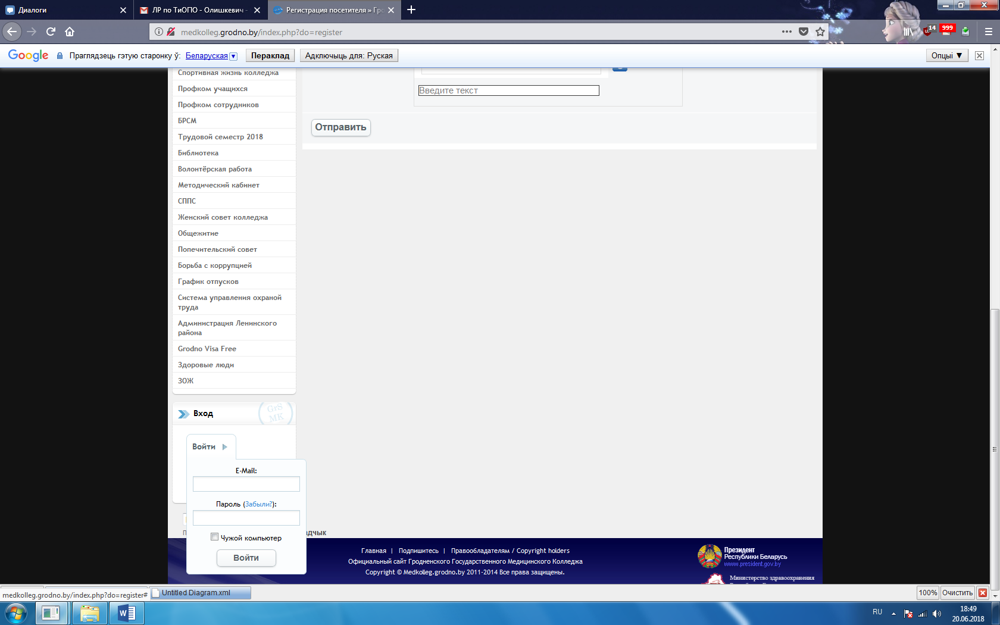 Диалоги
ЛР по ТиОПО - Олишкевич -
Регистрация посетителя » Гро
medkolleg.grodno.by/index.php?do=register
14
999
Google
Праглядзець гэтую старонку ў:
Беларуская
Пераклад
Адключыць для: Руская
Опцыі ▼
Спортивная жизнь колледжа
Профком учащихся
Профком сотрудников
БРСМ
Трудовой семестр 2018
Библиотека
Волонтёрская работа
Методический кабинет
СППС
Женский совет колледжа
Общежитие
Попечительский совет
Борьба с коррупцией
График отпусков
Система управления охраной
труда
Администрация Ленинского
района
Grodno Visa Free
Здоровые люди
ЗОЖ
Введите текст
Отправить
Вход
GrS
MK
Войти
E-Mail:
Пароль (Забыли?):
Чужой компьютер
Войти
дчык
Главная | Подпишитесь | Правообладателям / Copyright holders
Официальный сайт Гродненского Государственного Медицинского Колледжа
Copyright © Medkolleg.grodno.by 2011-2014 Все права защищены.
Президент
Республики Беларусь
www.president.gov.by
Министерство здравоохранения
medkolleg.grodno.by/index.php?do=register#
Untitled Diagram.xml
100%
Очистить
RU
18:49
20.06.2018